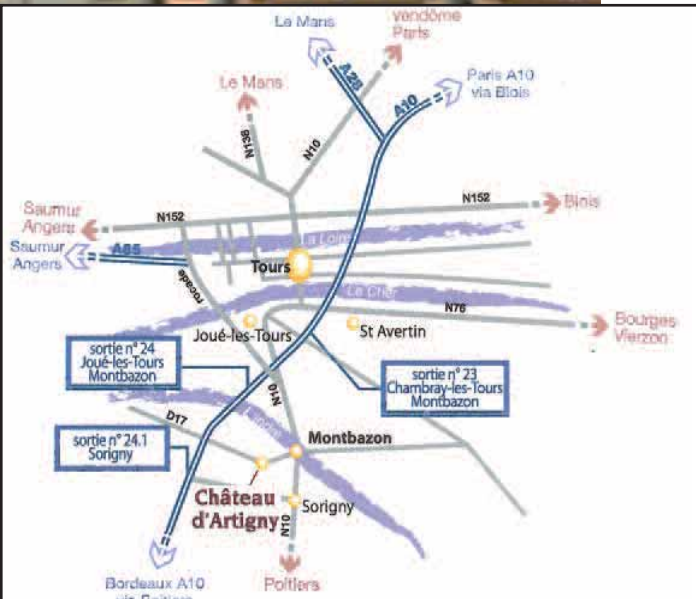 Le Mans
vendôme
Paris
Paris A10
via Blois
Le Mans
A28
A10
N138
N10
N152
N152
Blois
Saumur
Angers
Saumur
Angers
A85
rocade
La Loire
Tours
Le Cher
N76
Bourges
Vierzon
Joué-les-Tours
St Avertin
sortie n° 24
Joué-les-Tours
Montbazon
sortie n° 23
Chambray-les-Tours
Montbazon
N10
D17
L'Indre
Montbazon
sortie n° 24.1
Sorigny
Château
d'Artigny
Sorigny
N10
Bordeaux A10
via Poitiers
Poitiers